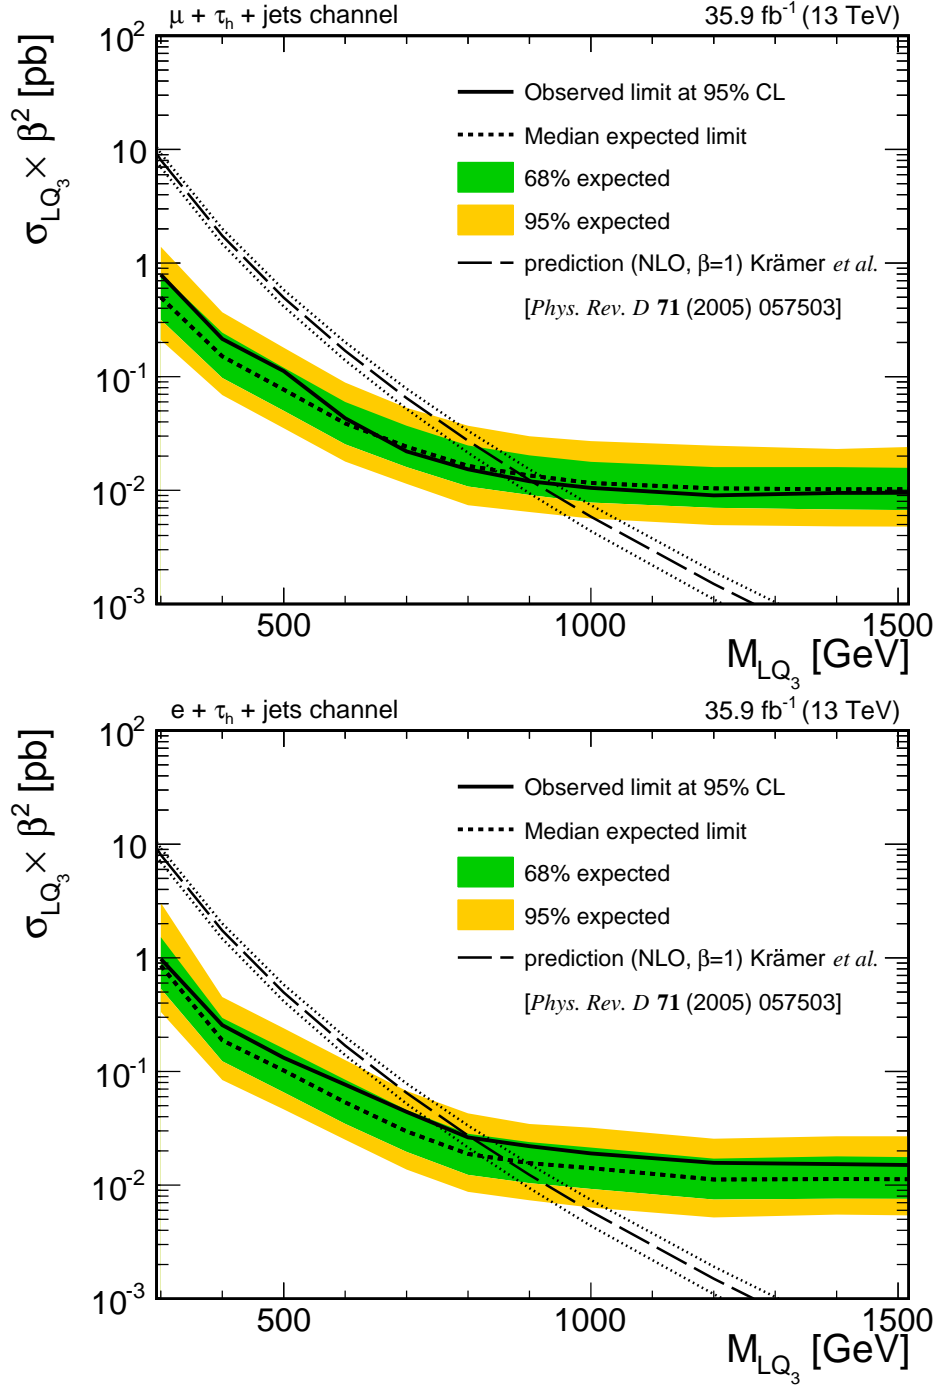 μ + τh + jets channel 35.9 fb-1 (13 TeV)
σLQ3 × β2 [pb]
102
10
1
10-1
10-2
10-3
Observed limit at 95% CL
Median expected limit
68% expected
95% expected
prediction (NLO, β=1) Krämer et al.
[Phys. Rev. D 71 (2005) 057503]
500 1000 1500
MLQ3 [GeV]
e + τh + jets channel 35.9 fb-1 (13 TeV)
σLQ3 × β2 [pb]
102
10
1
10-1
10-2
10-3
Observed limit at 95% CL
Median expected limit
68% expected
95% expected
prediction (NLO, β=1) Krämer et al.
[Phys. Rev. D 71 (2005) 057503]
500 1000 1500
MLQ3 [GeV]